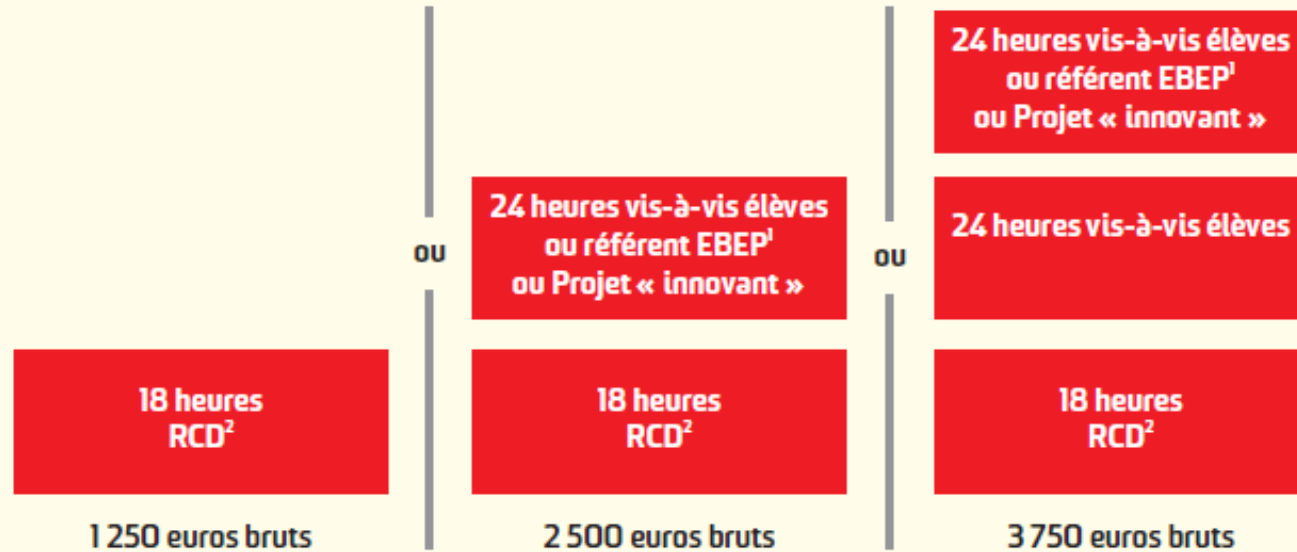 18 heures
RCD²
1 250 euros bruts
ou
24 heures vis-à-vis élèves
ou référent EBEP¹
ou Projet « innovant »
18 heures
RCD²
2 500 euros bruts
ou
24 heures vis-à-vis élèves
ou référent EBEP¹
ou Projet « innovant »
24 heures vis-à-vis élèves
18 heures
RCD²
3 750 euros bruts